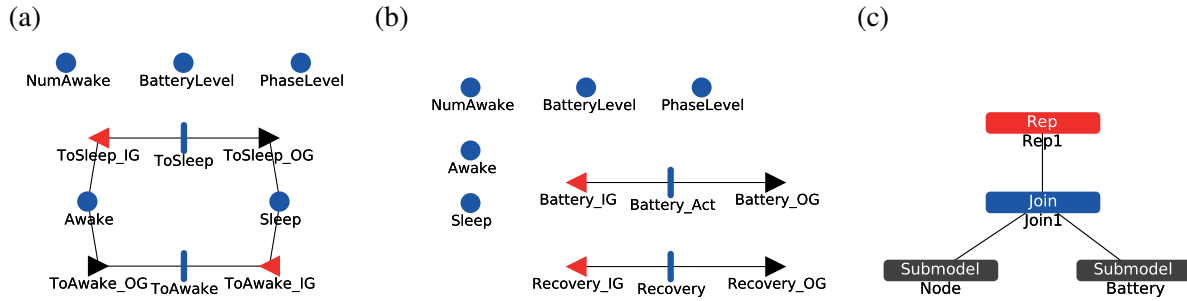 (a)
NumAwake BatteryLevel PhaseLevel
ToSleep_IG ToSleep ToSleep_OG
Awake Sleep
ToAwake_OG ToAwake ToAwake_IG
(b)
NumAwake BatteryLevel PhaseLevel
Awake
Battery_IG Battery_Act Battery_OG
Sleep
Recovery_IG Recovery Recovery_OG
(c)
Rep
Rep1
Join
Join1
Submodel Submodel
Node Battery